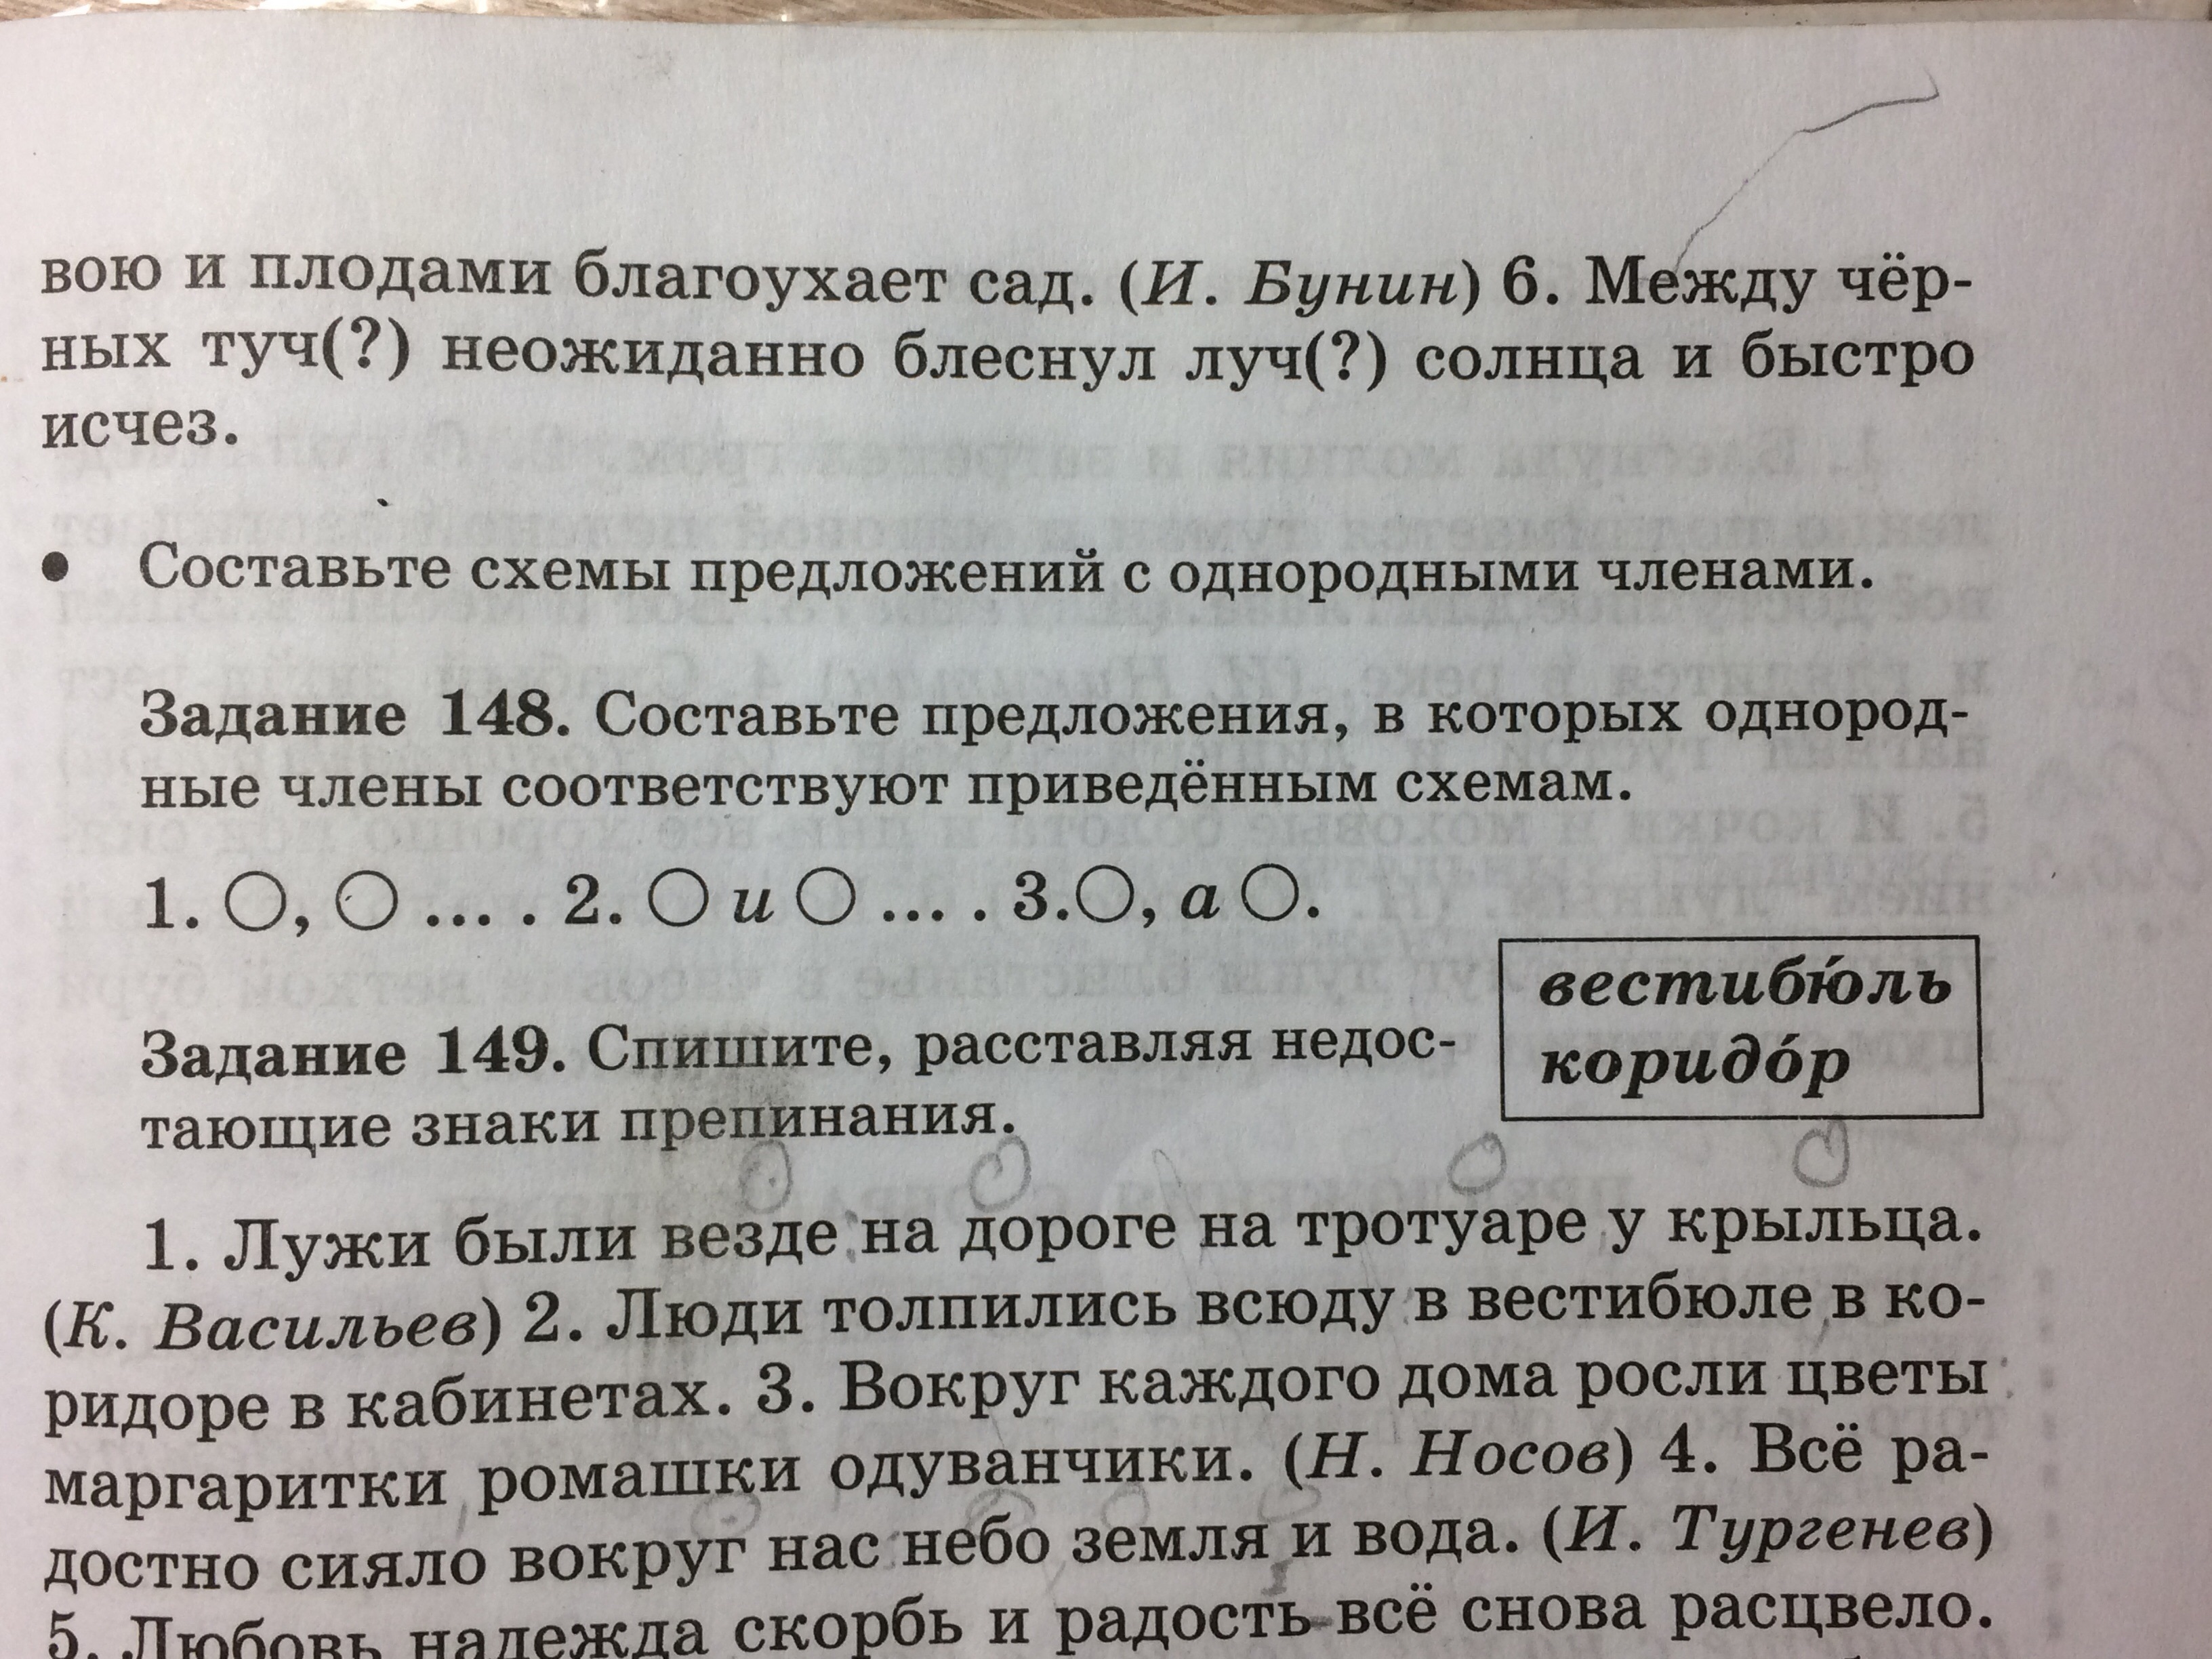 вою и плодами благоухает сад. (И. Бунин) 6. Между чёр-
ных туч(?) неожиданно блеснул луч(?) солнца и быстро
исчез.
• Составьте схемы предложений с однородными членами.
Задание 148. Составьте предложения, в которых однород-
ные члены соответствуют приведённым схемам.
1. ◯, ◯ ... . 2. ◯ и ◯ ... . 3.◯, а ◯.
вестибю́ль
коридо́р
Задание 149. Спишите, расставляя недос-
тающие знаки препинания.
1. Лужи были везде на дороге на тротуаре у крыльца.
(К. Васильев) 2. Люди толпились всюду в вестибюле в ко-
ридоре в кабинетах. 3. Вокруг каждого дома росли цветы
маргаритки ромашки одуванчики. (Н. Носов) 4. Всё ра-
достно сияло вокруг нас небо земля и вода. (И. Тургенев)
5. Любовь надежда скорбь и радость всё снова расцвело.